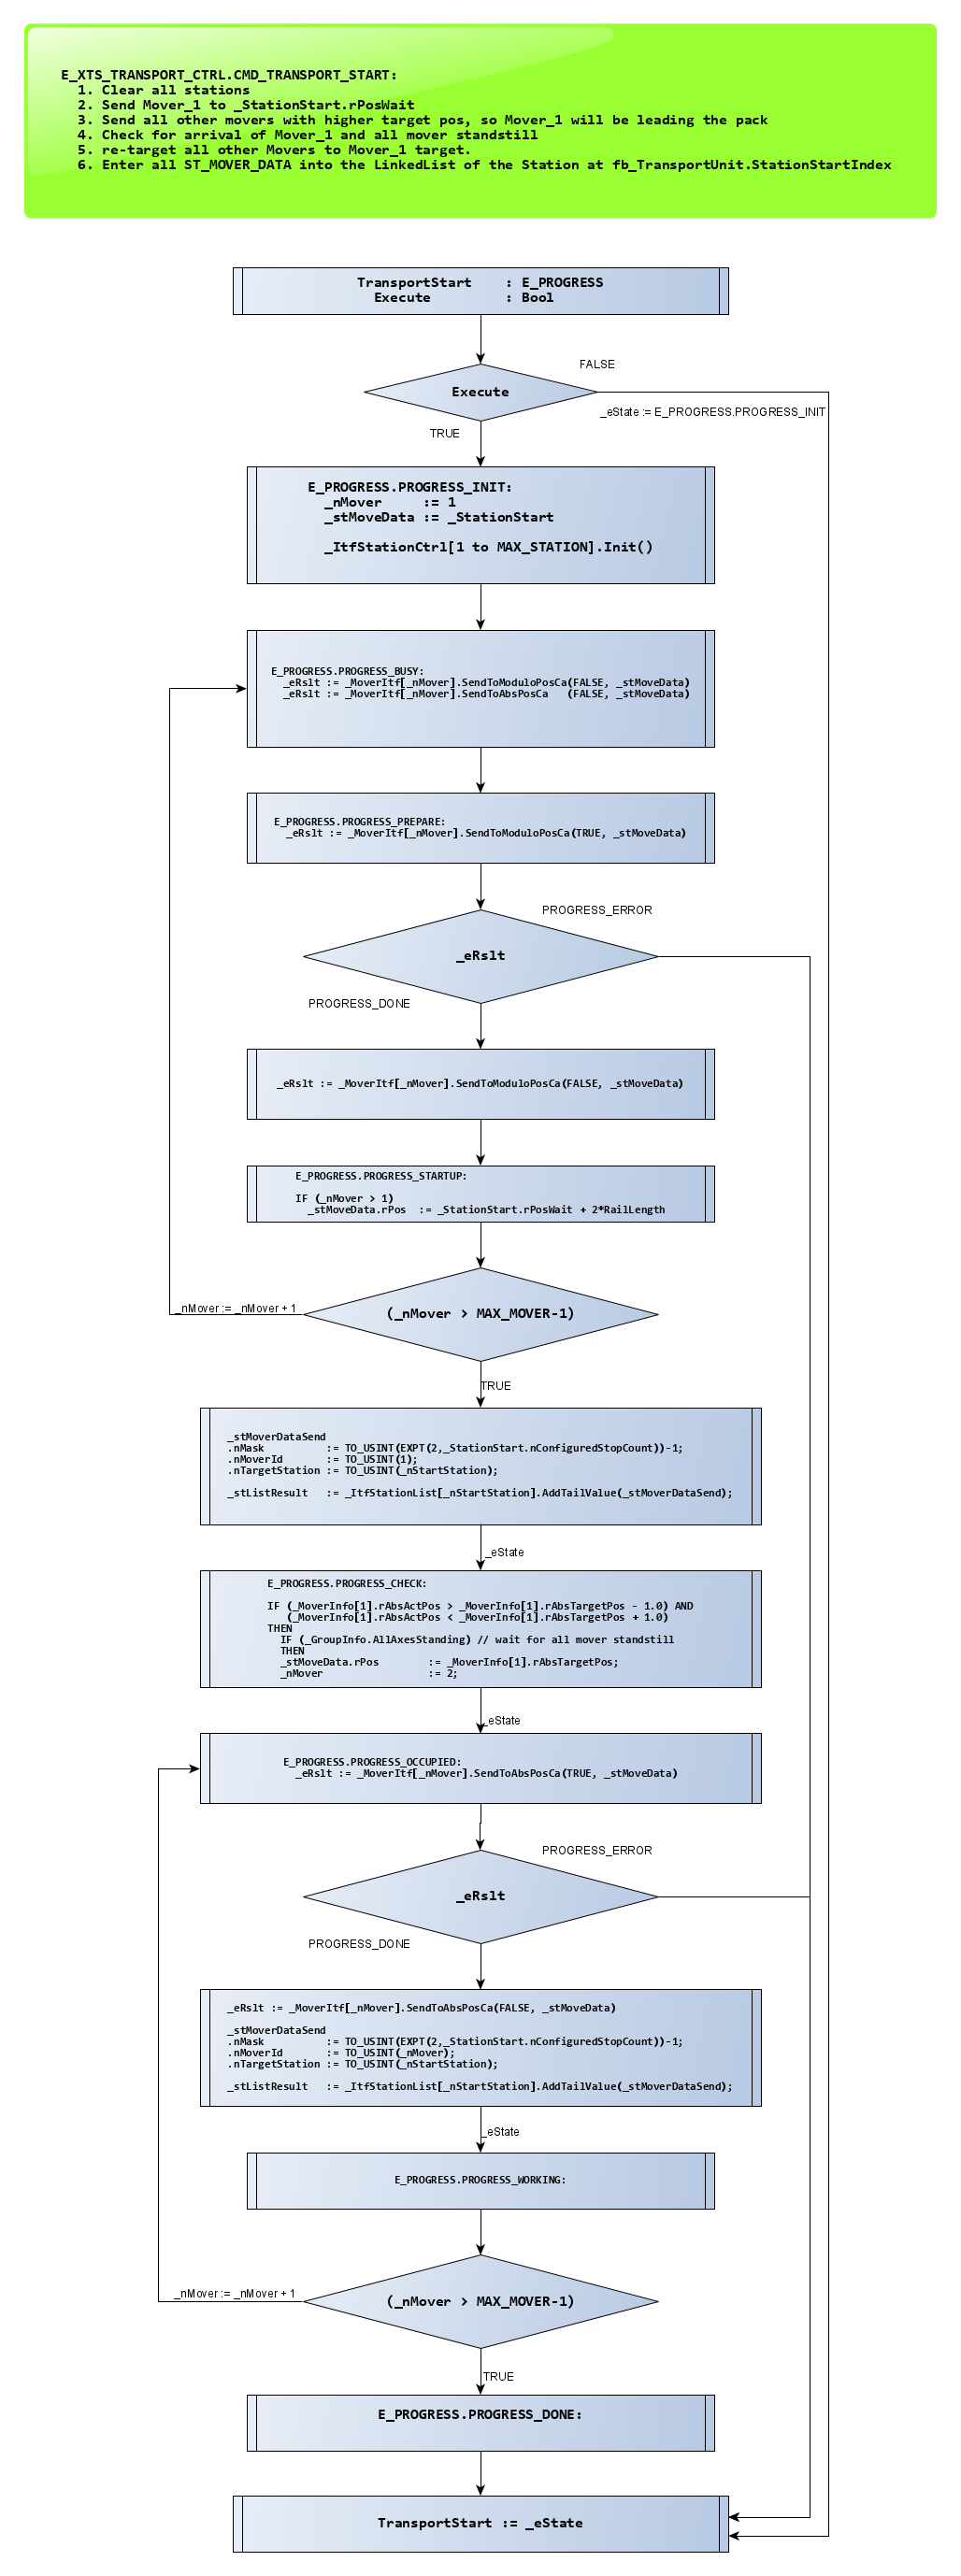 E_XTS_TRANSPORT_CTRL.CMD_TRANSPORT_START:
1. Clear all stations
2. Send Mover_1 to _StationStart.rPosWait
3. Send all other movers with higher target pos, so Mover_1 will be leading the pack
4. Check for arrival of Mover_1 and all mover standstill
5. re-target all other Movers to Mover_1 target.
6. Enter all ST_MOVER_DATA into the LinkedList of the Station at fb_TransportUnit.StationStartIndex
TransportStart : E_PROGRESS
Execute : Bool
FALSE
Execute
_eState := E_PROGRESS.PROGRESS_INIT
TRUE
E_PROGRESS.PROGRESS_INIT:
_nMover := 1
_stMoveData := _StationStart
_ItfStationCtrl[1 to MAX_STATION].Init()
E_PROGRESS.PROGRESS_BUSY:
_eRslt := _MoverItf[_nMover].SendToModuloPosCa(FALSE, _stMoveData)
_eRslt := _MoverItf[_nMover].SendToAbsPosCa (FALSE, _stMoveData)
E_PROGRESS.PROGRESS_PREPARE:
_eRslt := _MoverItf[_nMover].SendToModuloPosCa(TRUE, _stMoveData)
PROGRESS_ERROR
_eRslt
PROGRESS_DONE
_eRslt := _MoverItf[_nMover].SendToModuloPosCa(FALSE, _stMoveData)
E_PROGRESS.PROGRESS_STARTUP:
IF (_nMover > 1)
_stMoveData.rPos := _StationStart.rPosWait + 2*RailLength
_nMover := _nMover + 1
(_nMover > MAX_MOVER-1)
TRUE
_stMoverDataSend
.nMask := TO_USINT(EXPT(2,_StationStart.nConfiguredStopCount))-1;
.nMoverId := TO_USINT(1);
.nTargetStation := TO_USINT(_nStartStation);
_stListResult := _ItfStationList[_nStartStation].AddTailValue(_stMoverDataSend);
_eState
E_PROGRESS.PROGRESS_CHECK:
IF (_MoverInfo[1].rAbsActPos > _MoverInfo[1].rAbsTargetPos - 1.0) AND
(_MoverInfo[1].rAbsActPos < _MoverInfo[1].rAbsTargetPos + 1.0)
THEN
IF (_GroupInfo.AllAxesStanding) // wait for all mover standstill
THEN
_stMoveData.rPos := _MoverInfo[1].rAbsTargetPos;
_nMover := 2;
_eState
E_PROGRESS.PROGRESS_OCCUPIED:
_eRslt := _MoverItf[_nMover].SendToAbsPosCa(TRUE, _stMoveData)
PROGRESS_ERROR
_eRslt
PROGRESS_DONE
_eRslt := _MoverItf[_nMover].SendToAbsPosCa(FALSE, _stMoveData)
_stMoverDataSend
.nMask := TO_USINT(EXPT(2,_StationStart.nConfiguredStopCount))-1;
.nMoverId := TO_USINT(_nMover);
.nTargetStation := TO_USINT(_nStartStation);
_stListResult := _ItfStationList[_nStartStation].AddTailValue(_stMoverDataSend);
_eState
E_PROGRESS.PROGRESS_WORKING:
_nMover := _nMover + 1
(_nMover > MAX_MOVER-1)
TRUE
E_PROGRESS.PROGRESS_DONE:
TransportStart := _eState